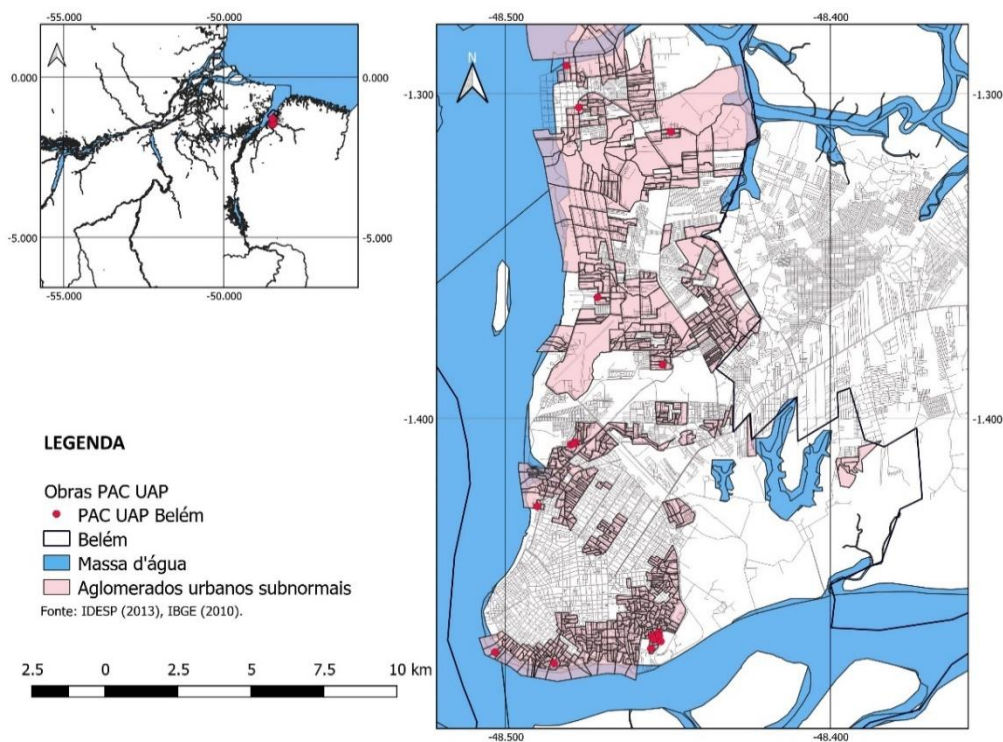 -55.000 -50.000
0.000 0.000
-5.000 -5.000
-55.000 -50.000
-48.500 -48.400
N
-1.300 -1.300
-1.400 -1.400
-48.500 -48.400
LEGENDA
Obras PAC UAP
PAC UAP Belém
Belém
Massa d'água
Aglomerados urbanos subnormais
Fonte: IDESP (2013), IBGE (2010).
2.5 0 2.5 5 7.5 10 km